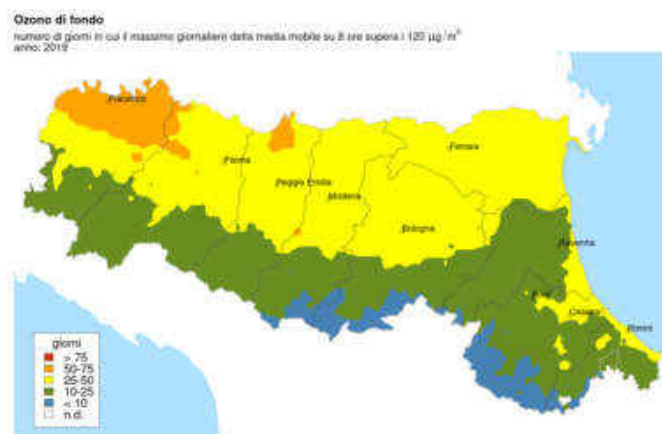 Ozono di fondo
numero di giorni in cui il massimo giornaliero della media mobile su 8 ore supera i 120 µg/m³
anno: 2019
Piacenza
Parma
Ferrara
Reggio Emilia
Modena
Bologna
Ravenna
Forlì
Cesena
Rimini
giorni
> 75
50-75
25-50
10-25
< 10
n.d.